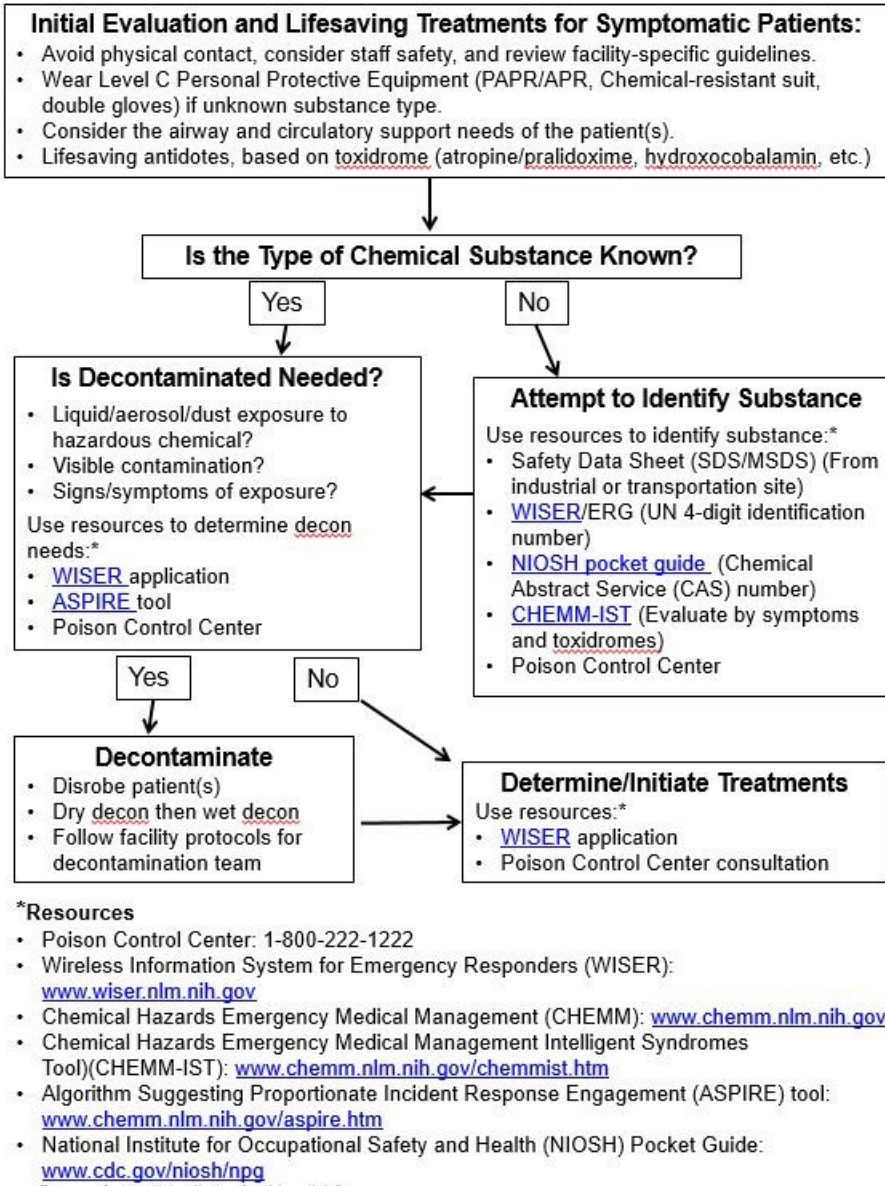 Initial Evaluation and Lifesaving Treatments for Symptomatic Patients:
• Avoid physical contact, consider staff safety, and review facility-specific guidelines.
• Wear Level C Personal Protective Equipment (PAPR/APR, Chemical-resistant suit,
double gloves) if unknown substance type.
• Consider the airway and circulatory support needs of the patient(s).
• Lifesaving antidotes, based on toxidrome (atropine/pralidoxime, hydroxocobalamin, etc.)
Is the Type of Chemical Substance Known?
Yes
No
Is Decontaminated Needed?
• Liquid/aerosol/dust exposure to
hazardous chemical?
• Visible contamination?
• Signs/symptoms of exposure?
Use resources to determine decon
needs:*
• WISER application
• ASPIRE tool
• Poison Control Center
Attempt to Identify Substance
Use resources to identify substance:*
• Safety Data Sheet (SDS/MSDS) (From
industrial or transportation site)
• WISER/ERG (UN 4-digit identification
number)
• NIOSH pocket guide (Chemical
Abstract Service (CAS) number)
• CHEMM-IST (Evaluate by symptoms
and toxidromes)
• Poison Control Center
Yes
No
Decontaminate
• Disrobe patient(s)
• Dry decon then wet decon
• Follow facility protocols for
decontamination team
Determine/Initiate Treatments
Use resources:*
• WISER application
• Poison Control Center consultation
*Resources
• Poison Control Center: 1-800-222-1222
• Wireless Information System for Emergency Responders (WISER):
www.wiser.nlm.nih.gov
• Chemical Hazards Emergency Medical Management (CHEMM): www.chemm.nlm.nih.gov
• Chemical Hazards Emergency Medical Management Intelligent Syndromes
Tool)(CHEMM-IST): www.chemm.nlm.nih.gov/chemmist.htm
• Algorithm Suggesting Proportionate Incident Response Engagement (ASPIRE) tool:
www.chemm.nlm.nih.gov/aspire.htm
• National Institute for Occupational Safety and Health (NIOSH) Pocket Guide:
www.cdc.gov/niosh/npg